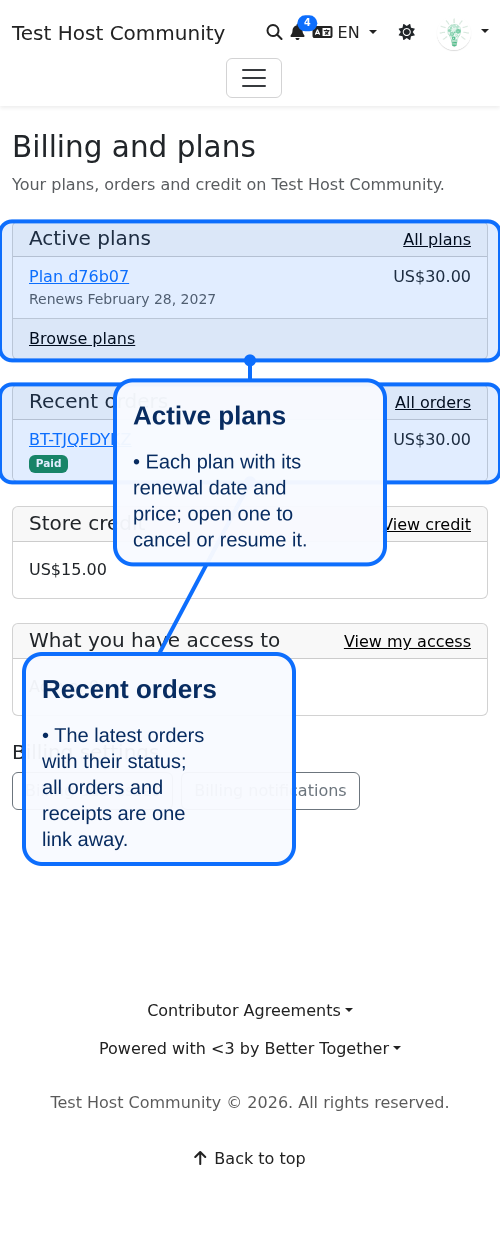 Test Host Community
4
EN
Billing and plans
Your plans, orders and credit on Test Host Community.
Active plans
All plans
Plan d76b07
US$30.00
Renews February 28, 2027
Browse plans
Recent orders
All orders
BT-TJQFDY
US$30.00
Paid
Active plans
• Each plan with its
renewal date and
price; open one to
cancel or resume it.
Store credit
View credit
US$15.00
What you have access to
View my access
Recent orders
• The latest orders
with their status;
all orders and
receipts are one
link away.
Billing settings
Billing notifications
Contributor Agreements
Powered with <3 by Better Together
Test Host Community © 2026. All rights reserved.
Back to top